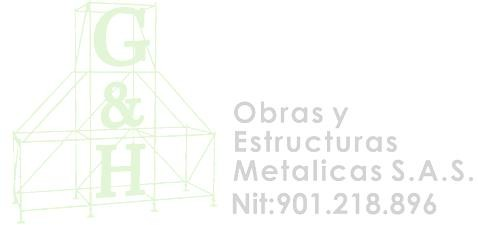 G
&
H
Obras y
Estructuras
Metalicas S.A.S.
Nit:901.218.896